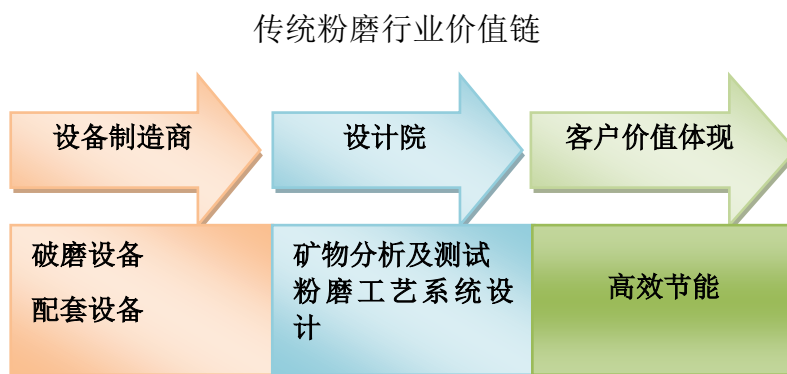 传统粉磨行业价值链
设备制造商
设计院
客户价值体现
破磨设备
配套设备
矿物分析及测试
粉磨工艺系统设
计
高效节能